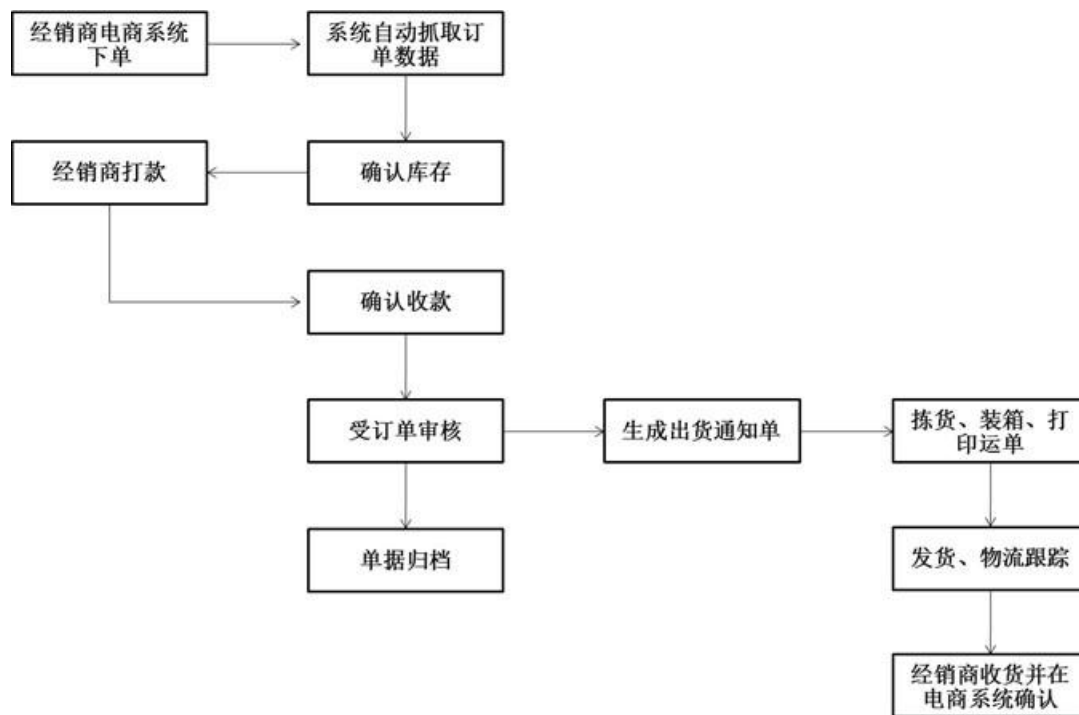 经销商电商系统
下单
系统自动抓取订
单数据
经销商打款
确认库存
确认收款
受订单审核
生成出货通知单
拣货、装箱、打
印运单
单据归档
发货、物流跟踪
经销商收货并在
电商系统确认